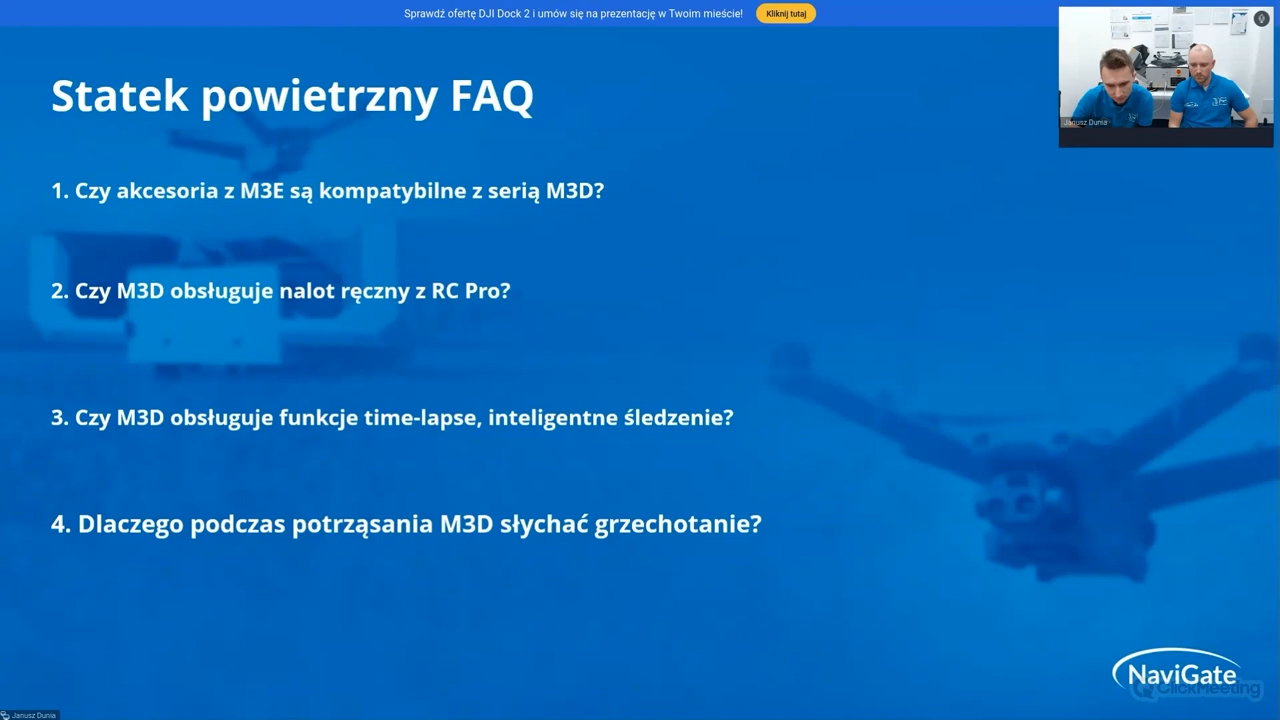 Sprawdź ofertę DJI Dock 2 i umów się na prezentację w Twoim mieście!
Kliknij tutaj
Statek powietrzny FAQ
Janusz Dunia
1. Czy akcesoria z M3E są kompatybilne z serią M3D?
2. Czy M3D obsługuje nalot ręczny z RC Pro?
3. Czy M3D obsługuje funkcje time-lapse, inteligentne śledzenie?
4. Dlaczego podczas potrząsania M3D słychać grzechotanie?
NaviGate
ClickMeeting
Janusz Dunia